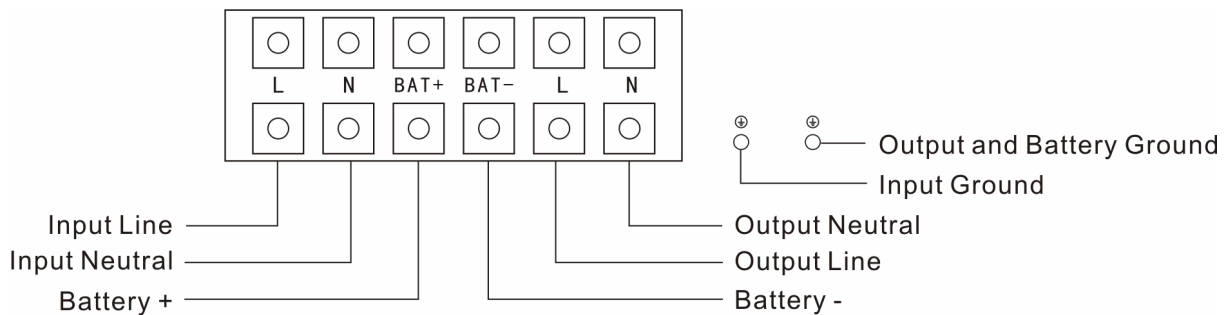 L N BAT+ BAT- L N
Output and Battery Ground
Input Ground
Input Line
Output Neutral
Input Neutral
Output Line
Battery +
Battery -